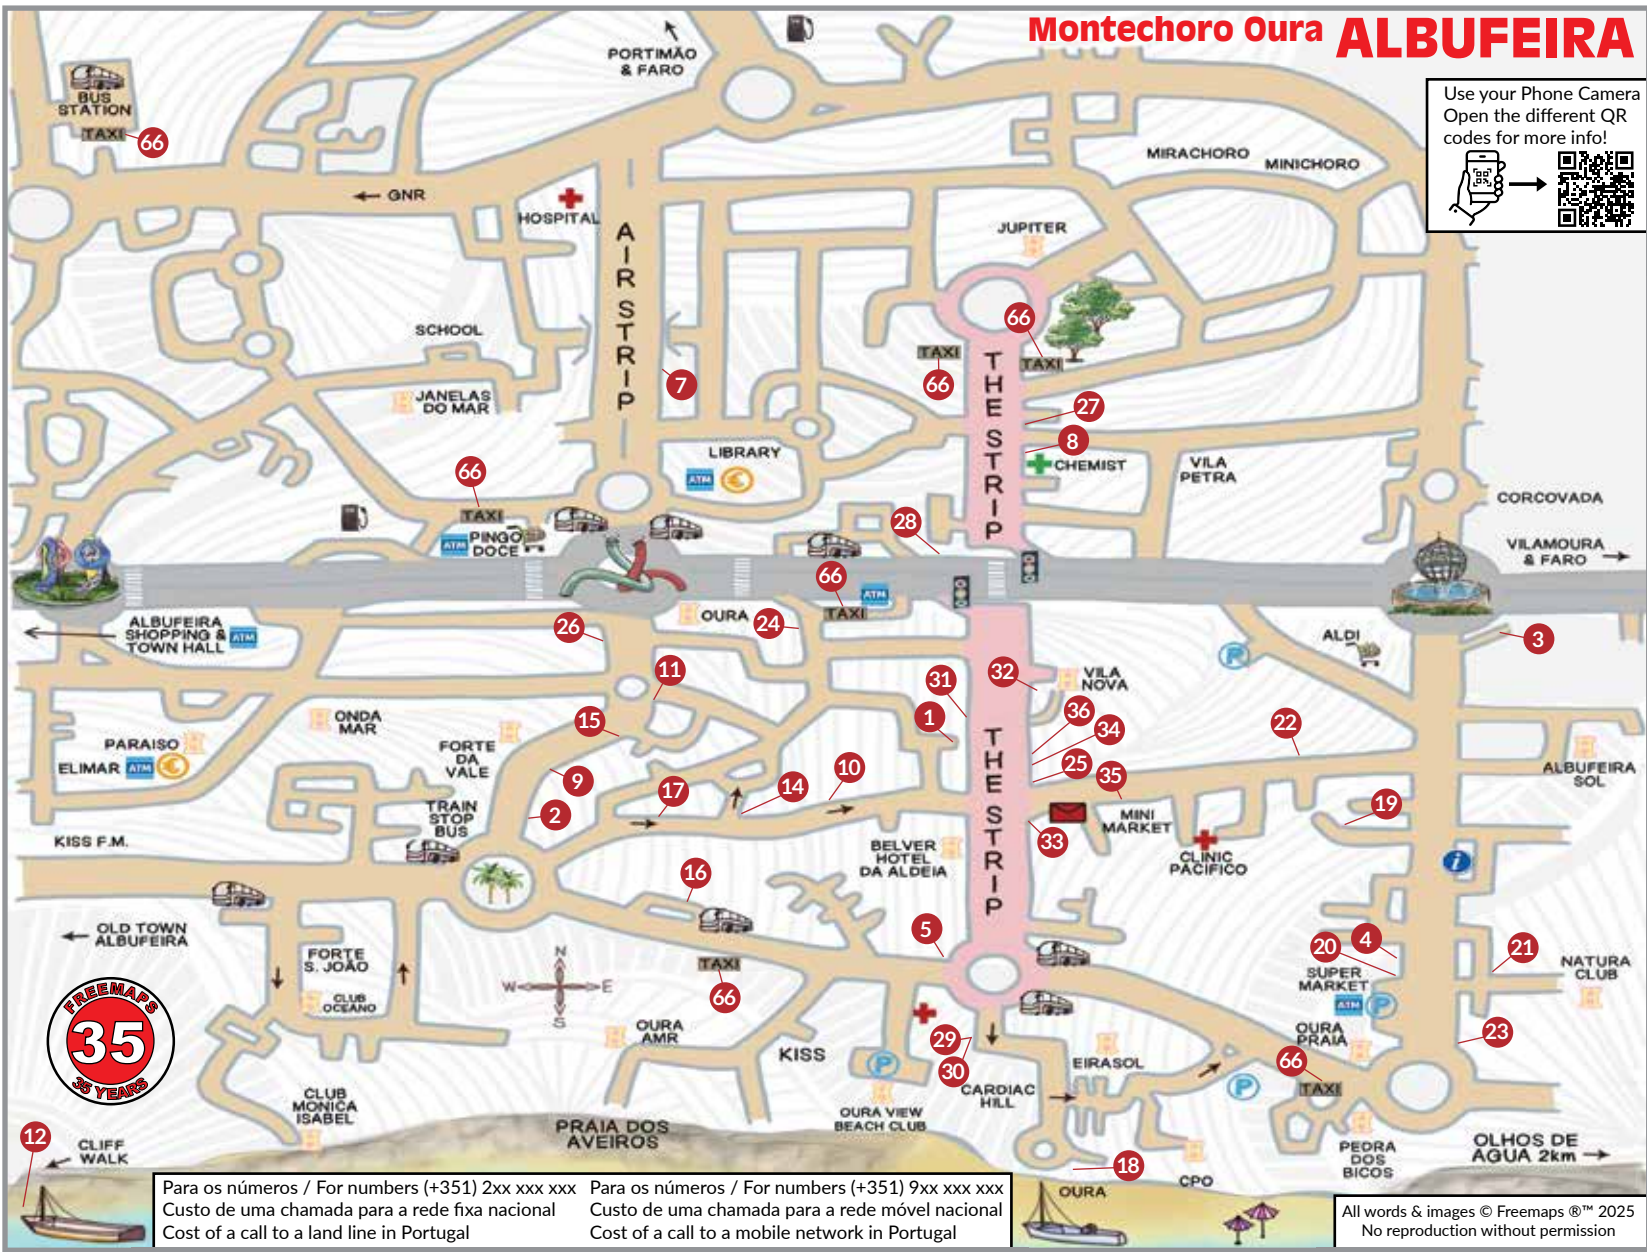 Montechoro Oura ALBUFEIRA
Use your Phone Camera
Open the different QR
codes for more info!
PORTIMÃO
& FARO
BUS
STATION
TAXI
66
GNR
HOSPITAL
MIRACHORO
MINICHORO
JUPITER
AIR STRIP
SCHOOL
JANELAS
DO MAR
7
66
TAXI
66
TAXI
THE STRIP
27
8
CHEMIST
VILA
PETRA
LIBRARY
ATM
66
TAXI
ATM
PINGO
DOCE
28
CORCOVADA
VILAMOURA
& FARO
66
ATM
TAXI
ALBUFEIRA
SHOPPING &
TOWN HALL
ATM
26
OURA
24
ALDI
3
P
11
31
32
VILA
NOVA
1
36
34
25
35
22
15
ONDA
MAR
PARAISO
ELIMAR
ATM
FORTE
DA
VALE
9
17
10
14
2
TRAIN
STOP
BUS
THE STRIP
MINI
MARKET
19
ALBUFEIRA
SOL
KISS F.M.
33
BELVER
HOTEL
DA ALDEIA
CLINIC
PACIFICO
i
16
OLD TOWN
ALBUFEIRA
FORTE
S. JOÃO
CLUB
OCEANO
5
20
4
21
SUPER
MARKET
ATM
P
NATURA
CLUB
TAXI
66
N
W
E
S
FREEMAPS
35
35 YEARS
OURA
AMR
KISS
P
29
30
CARDIAC
HILL
EIRASOL
OURA
PRAIA
23
66
TAXI
P
CLUB
MONICA
ISABEL
OURA VIEW
BEACH CLUB
PRAIA DOS
AVEIROS
PEDRA
DOS
BICOS
OLHOS DE
AGUA 2km
12
CLIFF
WALK
18
OURA
CPO
Para os números / For numbers (+351) 2xx xxx xxx
Custo de uma chamada para a rede fixa nacional
Cost of a call to a land line in Portugal
Para os números / For numbers (+351) 9xx xxx xxx
Custo de uma chamada para a rede móvel nacional
Cost of a call to a mobile network in Portugal
All words & images © Freemaps ®™ 2025
No reproduction without permission